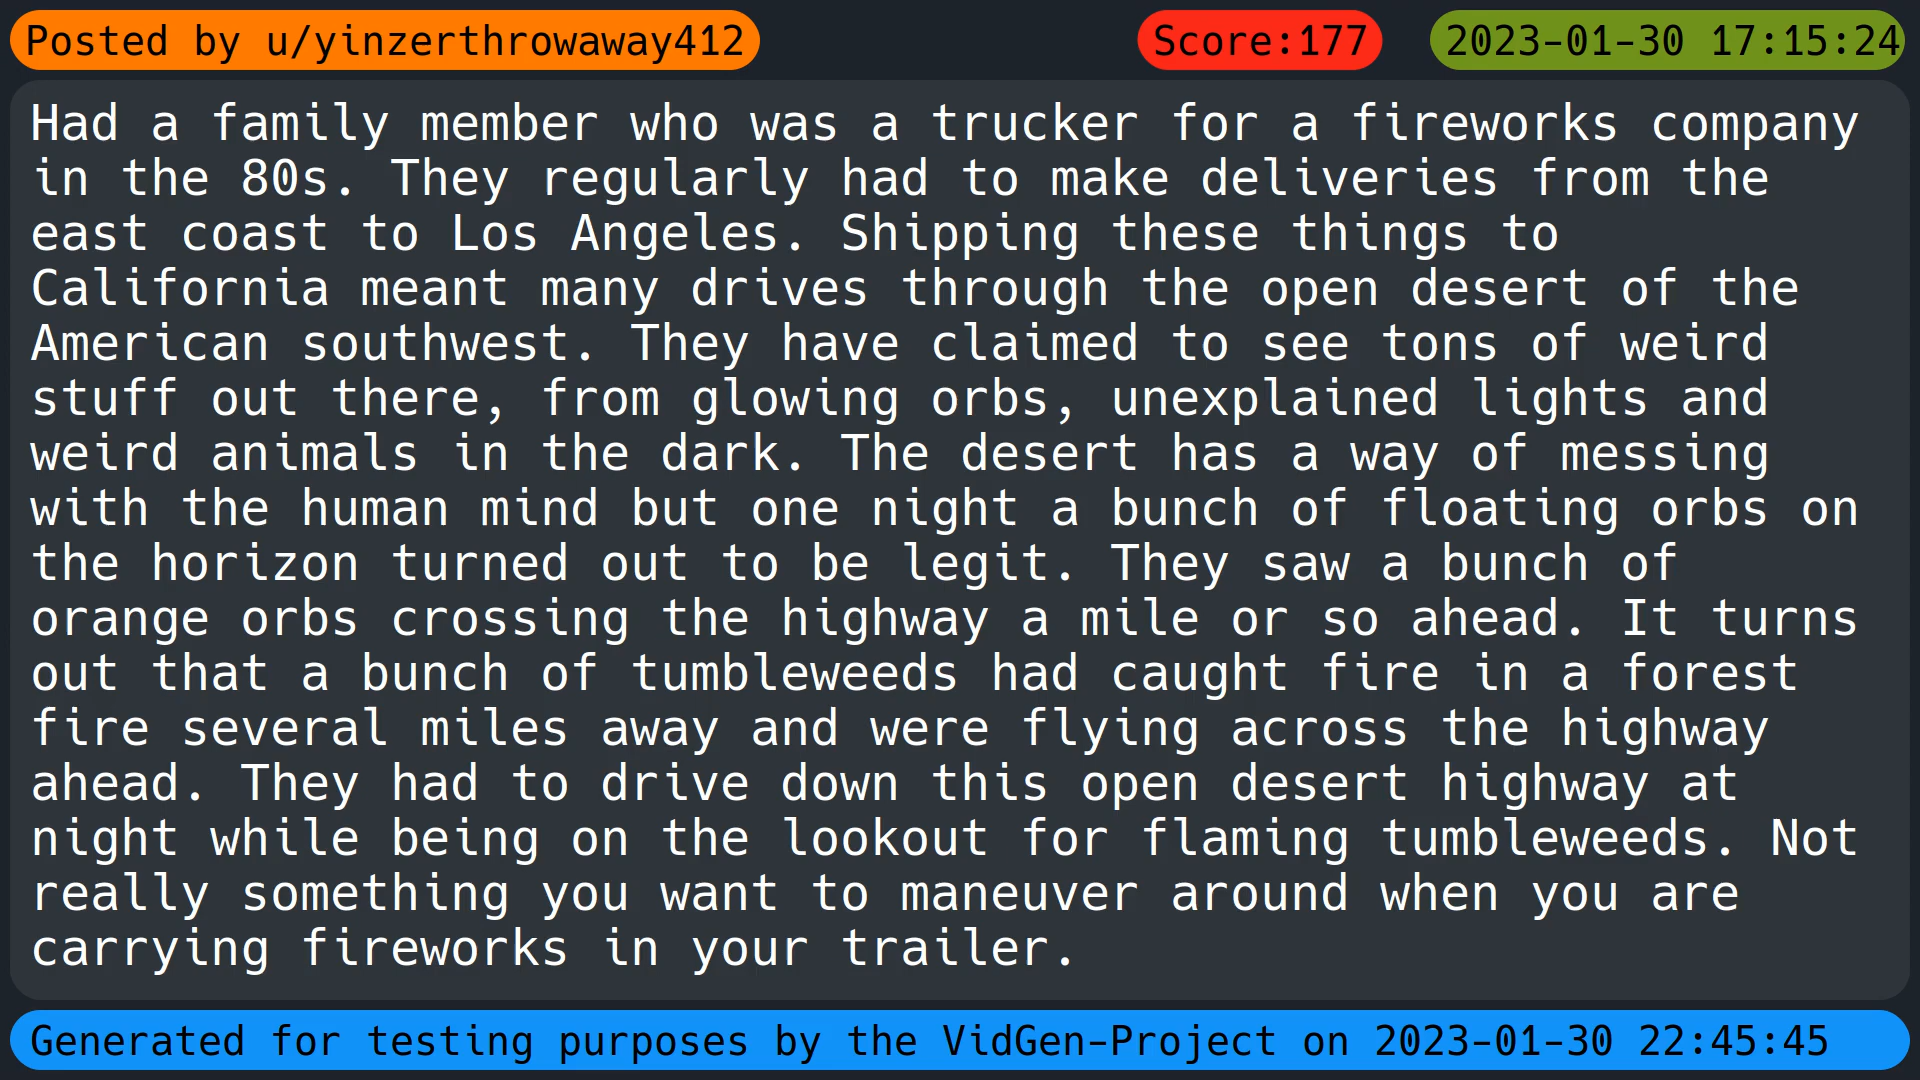 Posted by u/yinzerthrowaway412
Score:177
2023-01-30 17:15:24
Had a family member who was a trucker for a fireworks company
in the 80s. They regularly had to make deliveries from the
east coast to Los Angeles. Shipping these things to
California meant many drives through the open desert of the
American southwest. They have claimed to see tons of weird
stuff out there, from glowing orbs, unexplained lights and
weird animals in the dark. The desert has a way of messing
with the human mind but one night a bunch of floating orbs on
the horizon turned out to be legit. They saw a bunch of
orange orbs crossing the highway a mile or so ahead. It turns
out that a bunch of tumbleweeds had caught fire in a forest
fire several miles away and were flying across the highway
ahead. They had to drive down this open desert highway at
night while being on the lookout for flaming tumbleweeds. Not
really something you want to maneuver around when you are
carrying fireworks in your trailer.
Generated for testing purposes by the VidGen-Project on 2023-01-30 22:45:45